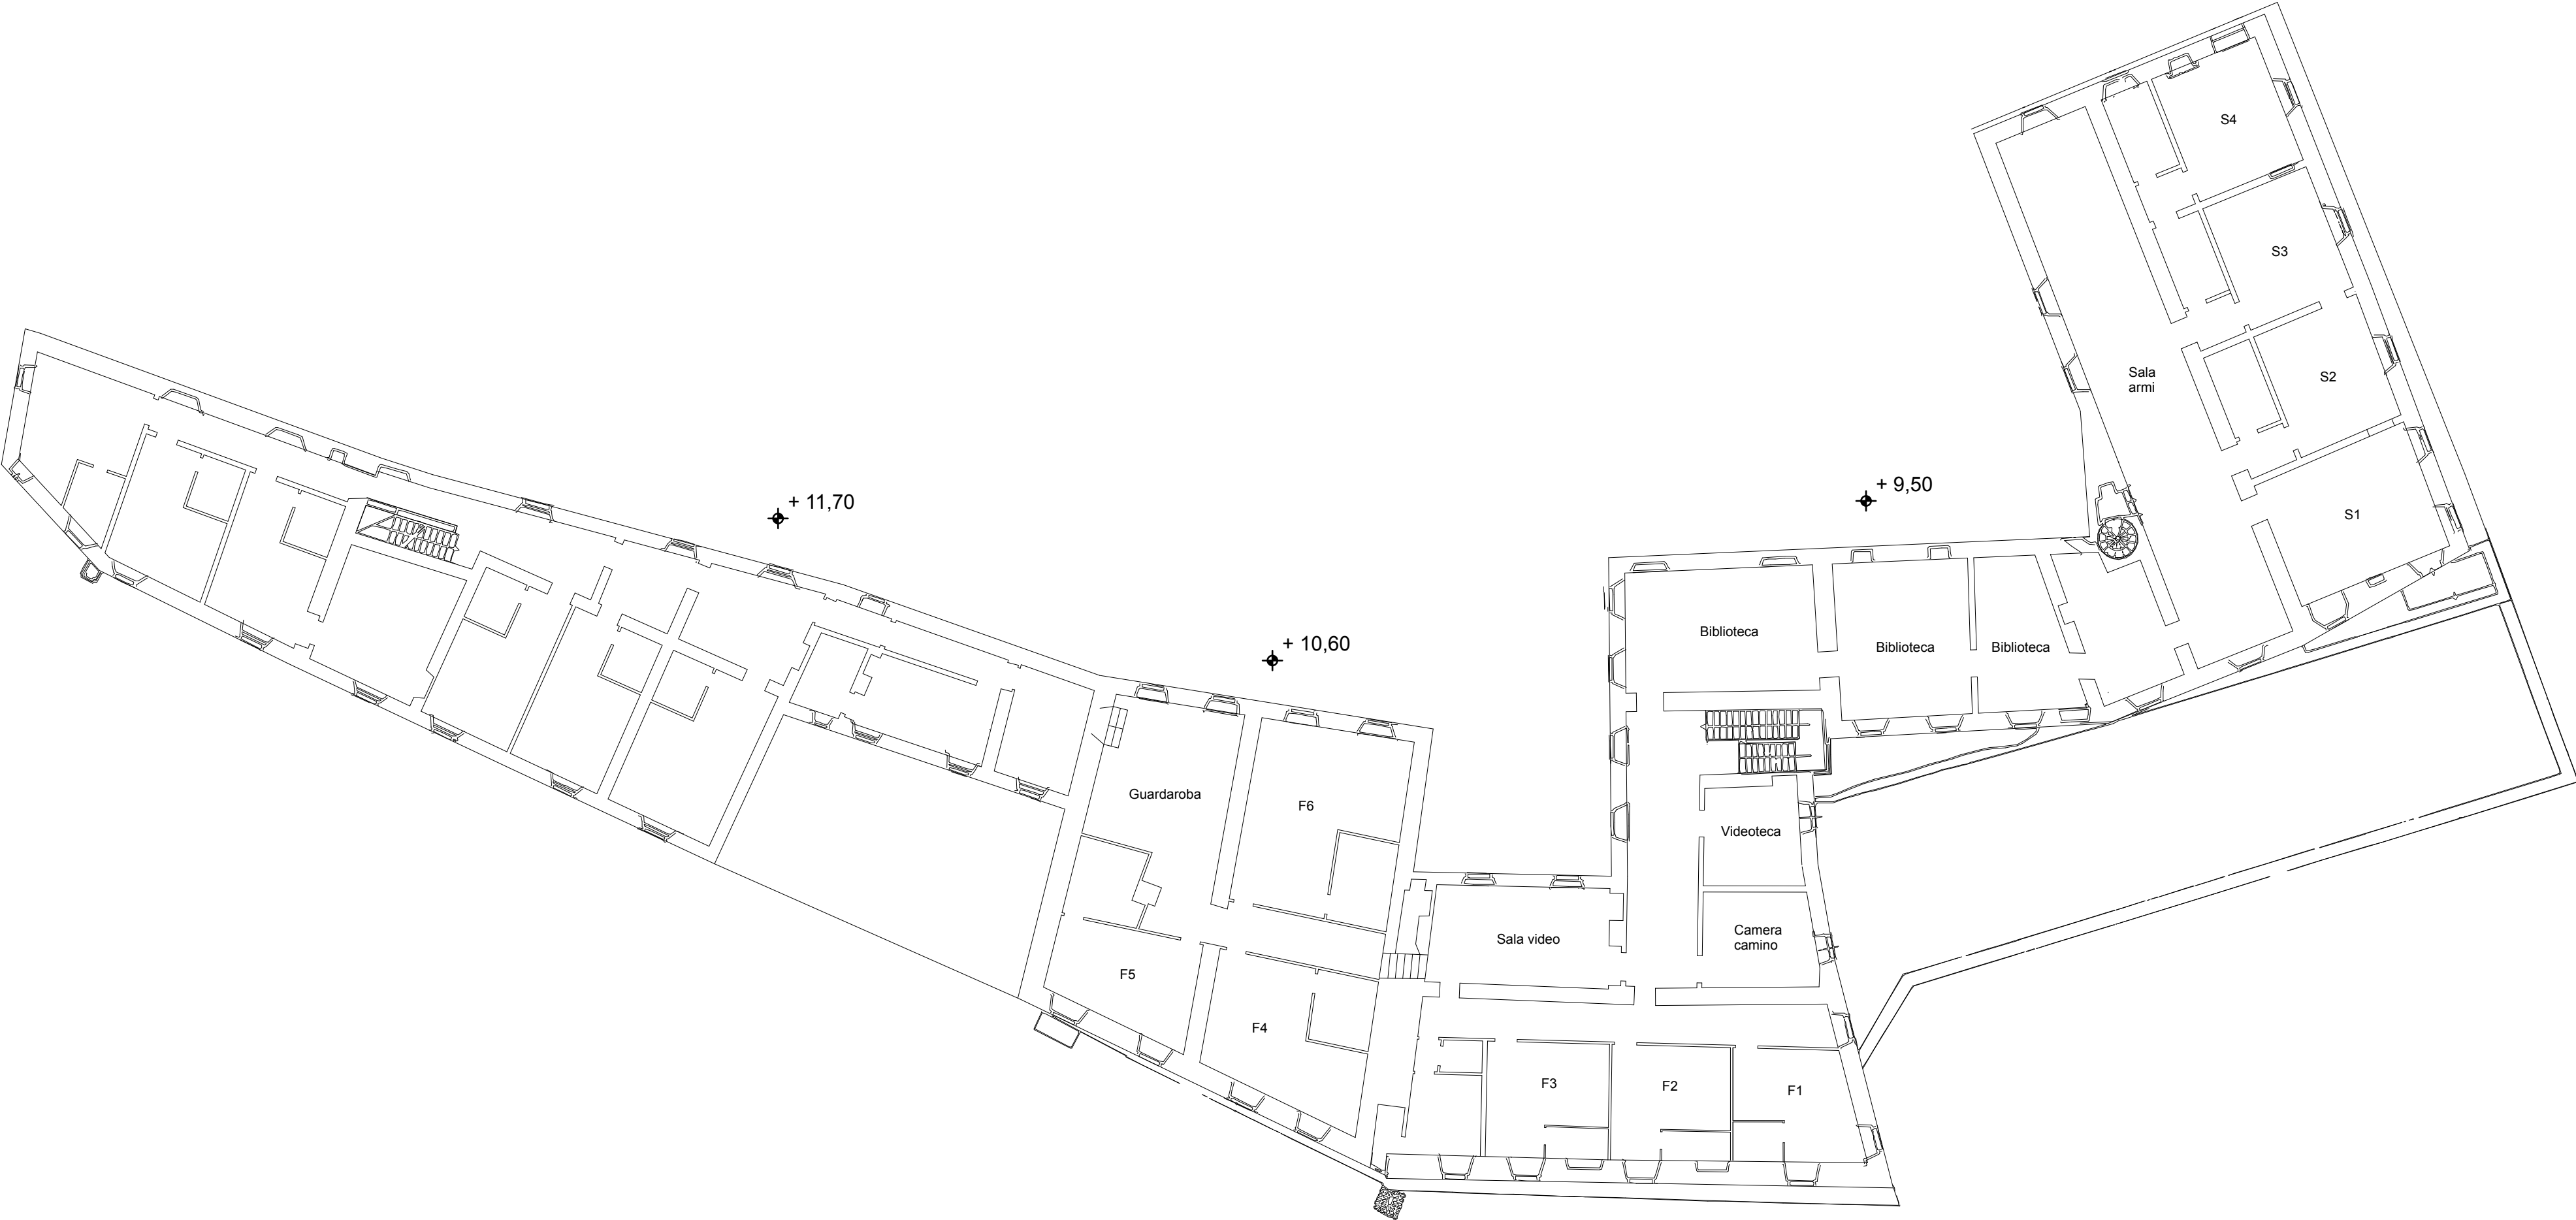 S4
S3
Sala
armi
S2
+ 9,50
+ 11,70
S1
Biblioteca
+ 10,60
Biblioteca
Biblioteca
Guardaroba
F6
Videoteca
Camera
camino
Sala video
F5
F4
F3
F2
F1